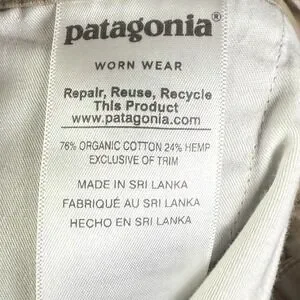 patagonia®
WORN WEAR
Repair, Reuse, Recycle
This Product
www.patagonia.com
76% ORGANIC COTTON 24% HEMP
EXCLUSIVE OF TRIM
MADE IN SRI LANKA
FABRIQUÉ AU SRI LANKA
HECHO EN SRI LANKA